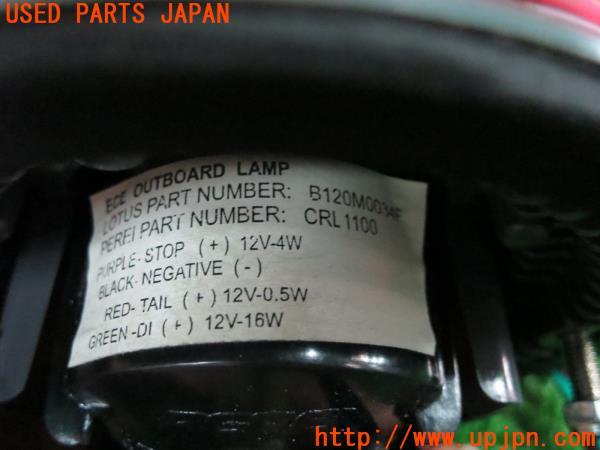 USED PARTS JAPAN
ECE OUTBOARD LAMP
LOTUS PART NUMBER: B120M0034F
PEREI PART NUMBER: CRL1100
PURPLE-STOP (+) 12V-4W
BLACK-NEGATIVE (-)
RED-TAIL (+) 12V-0.5W
GREEN-DI (+) 12V-16W
http://www.upjpn.com/